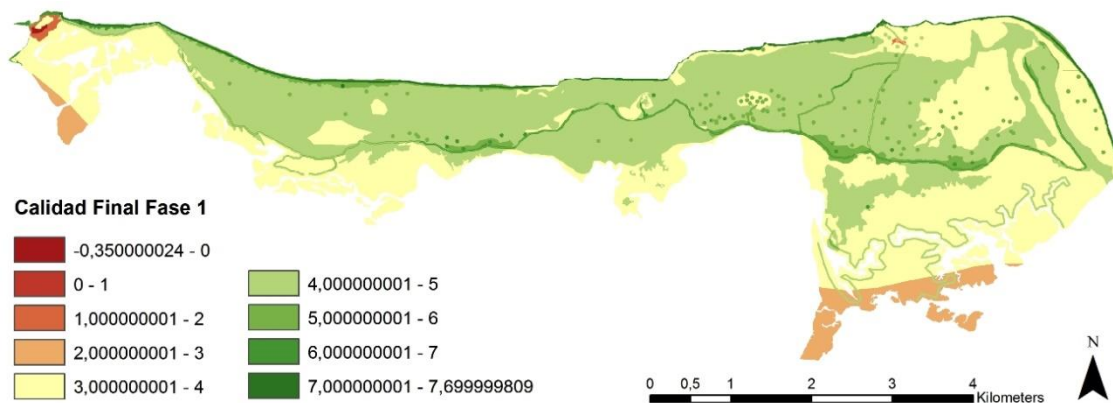 Calidad Final Fase 1
-0,350000024 - 0
0 - 1
1,000000001 - 2
2,000000001 - 3
3,000000001 - 4
4,000000001 - 5
5,000000001 - 6
6,000000001 - 7
7,000000001 - 7,699999809
0 0,5 1 2 3 4
Kilometers
N